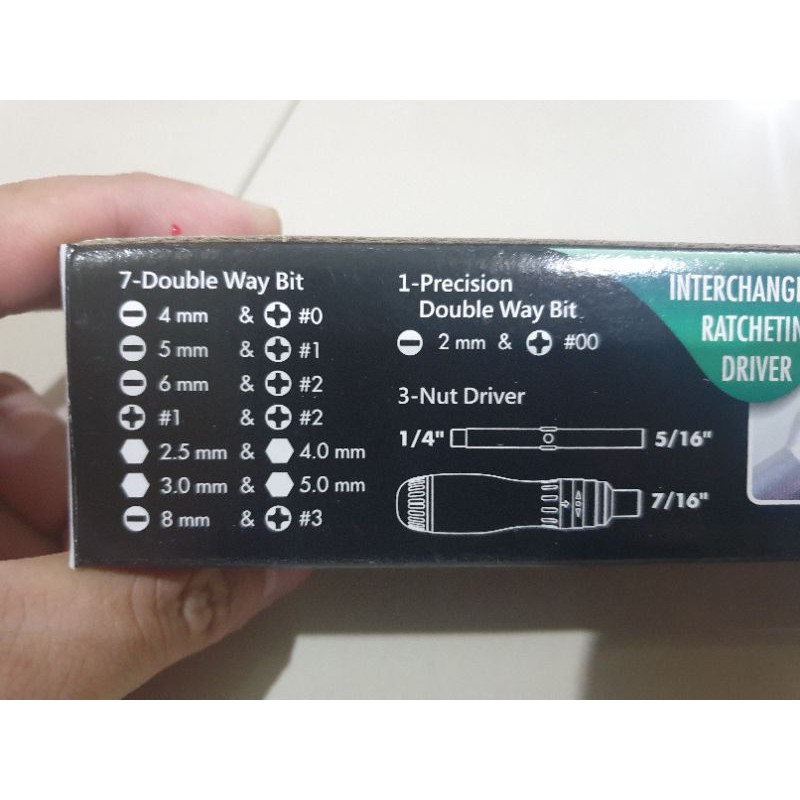 7-Double Way Bit
4 mm & #0
5 mm & #1
6 mm & #2
#1 & #2
2.5 mm & 4.0 mm
3.0 mm & 5.0 mm
8 mm & #3
1-Precision
Double Way Bit
2 mm & #00
3-Nut Driver
1/4" 5/16"
7/16"
RATCHETIN
DRIVER